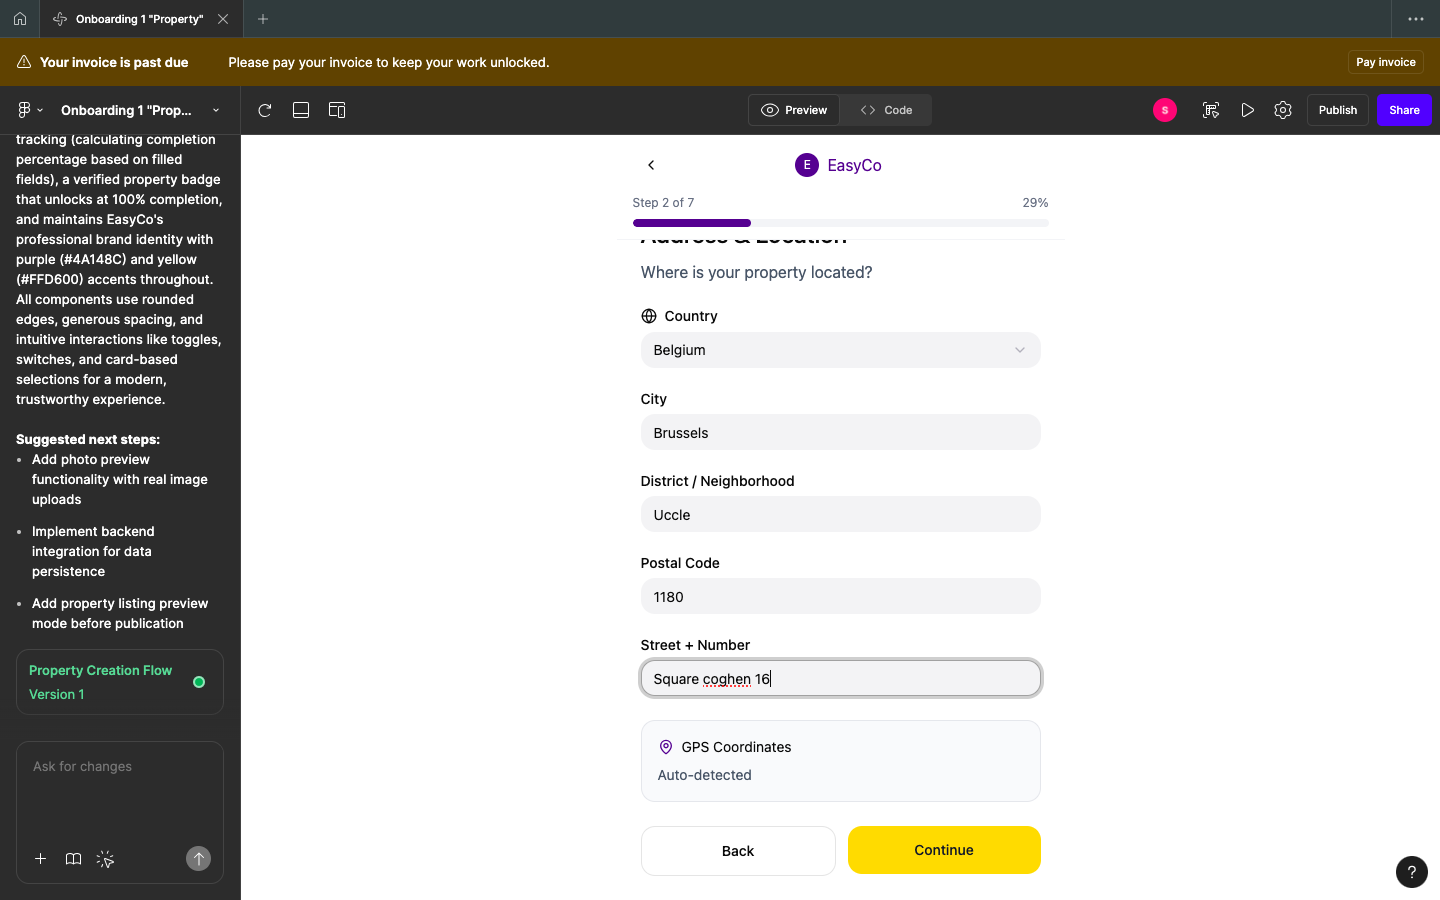 Onboarding 1 "Property"
Your invoice is past due
Please pay your invoice to keep your work unlocked.
Pay invoice
Onboarding 1 "Prop...
Preview
Code
S
Publish
Share
tracking (calculating completion
percentage based on filled
fields), a verified property badge
that unlocks at 100% completion,
and maintains EasyCo's
professional brand identity with
purple (#4A148C) and yellow
(#FFD600) accents throughout.
All components use rounded
edges, generous spacing, and
intuitive interactions like toggles,
switches, and card-based
selections for a modern,
trustworthy experience.
Suggested next steps:
• Add photo preview
functionality with real image
uploads
• Implement backend
integration for data
persistence
• Add property listing preview
mode before publication
Property Creation Flow
Version 1
Ask for changes
E EasyCo
Step 2 of 7
29%
Address & Location
Where is your property located?
Country
Belgium
City
Brussels
District / Neighborhood
Uccle
Postal Code
1180
Street + Number
Square coghen 16
GPS Coordinates
Auto-detected
Back
Continue
?